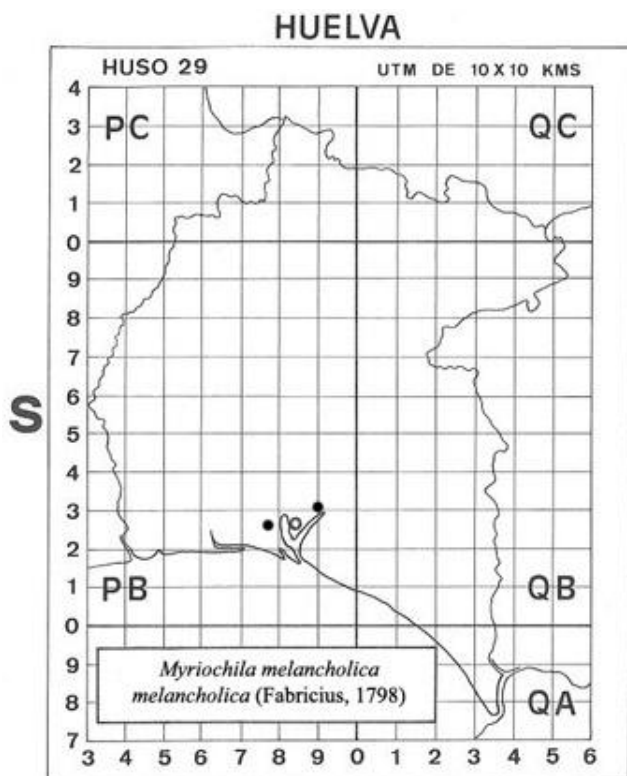 HUELVA
HUSO 29 UTM DE 10 X 10 KMS
4
PC QC
3
2
1
0
9
8
7
6
S
5
4
3
2
1
PB QB
0
9
8
7
QA
Myriochila melancholica
melancholica (Fabricius, 1798)
3 4 5 6 7 8 9 0 1 2 3 4 5 6